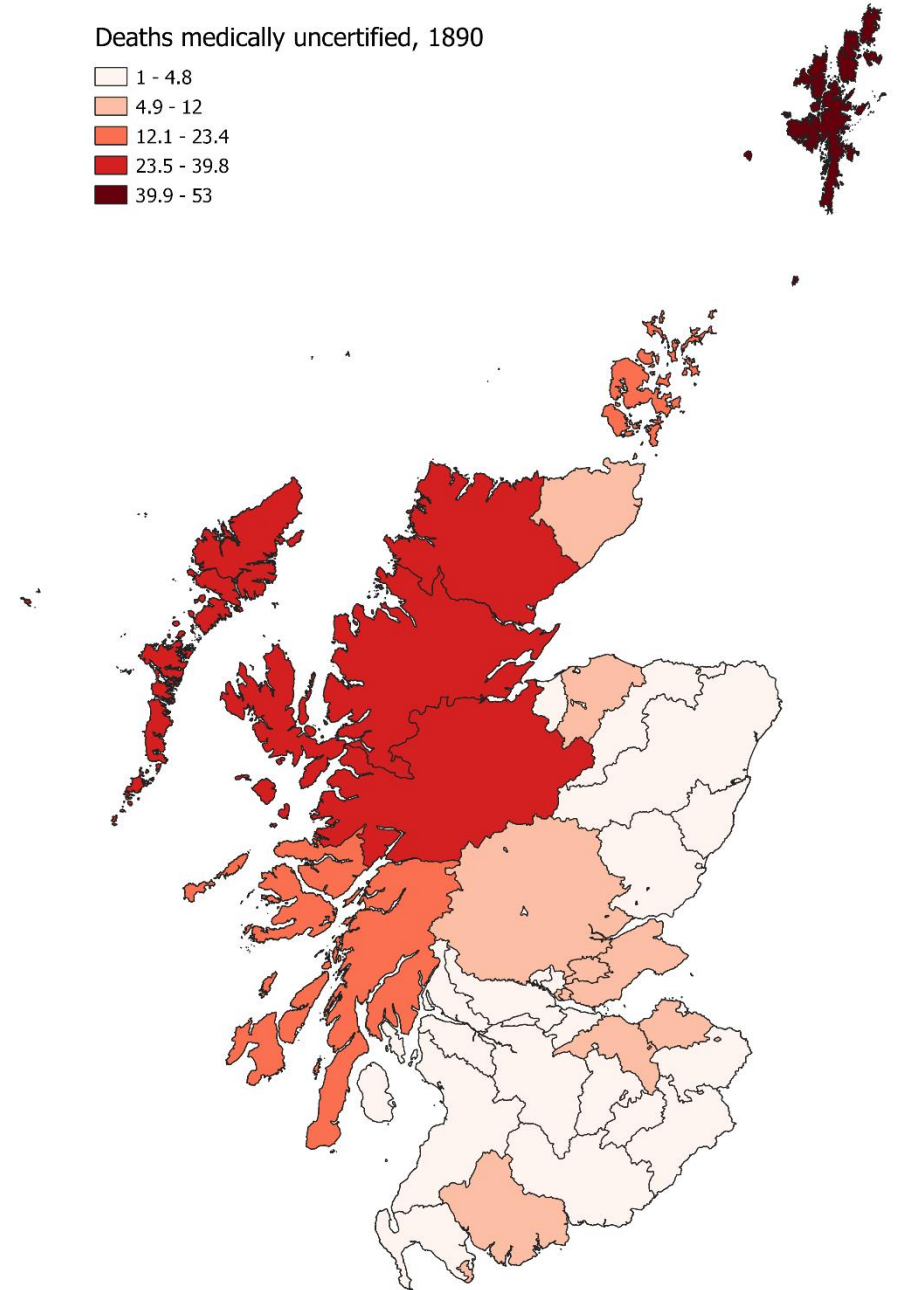 Deaths medically uncertified, 1890
1 - 4.8
4.9 - 12
12.1 - 23.4
23.5 - 39.8
39.9 - 53